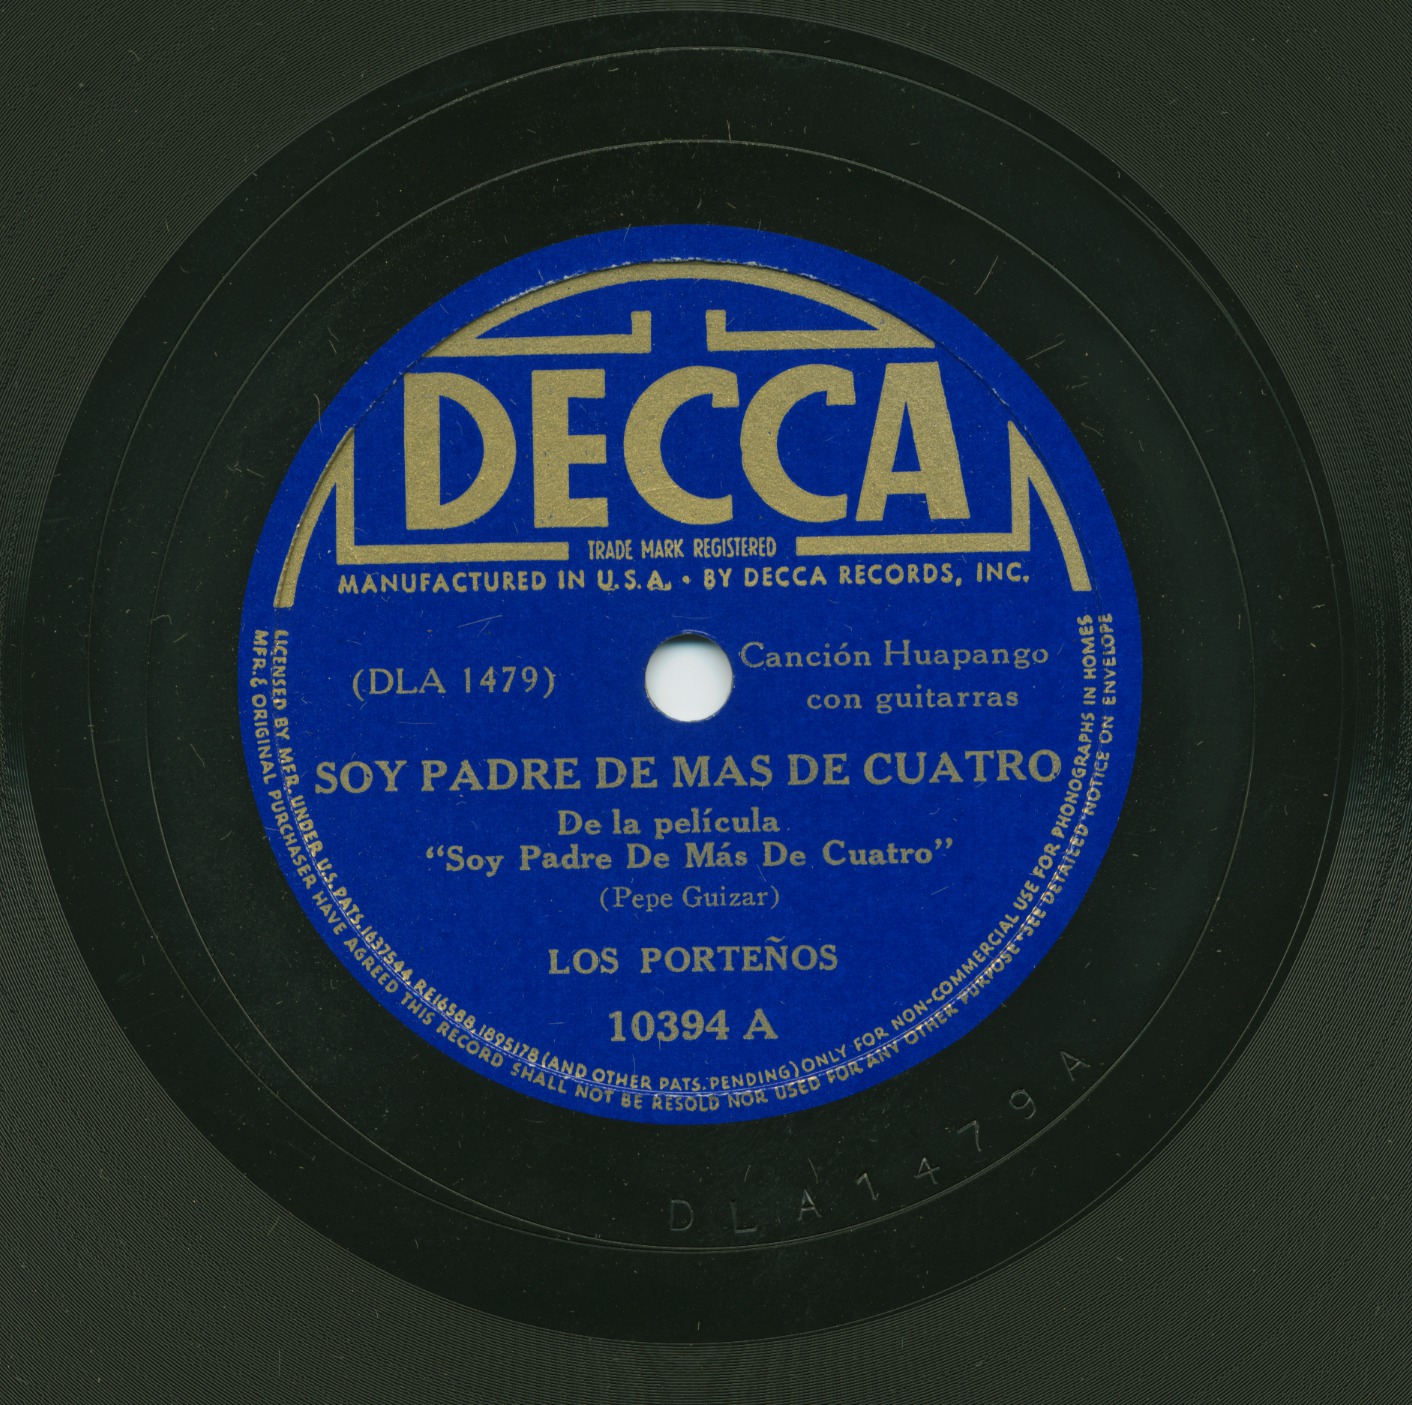 DECCA
TRADE MARK REGISTERED
MANUFACTURED IN U.S.A. • BY DECCA RECORDS, INC.
(DLA 1479)
Canción Huapango
con guitarras
SOY PADRE DE MAS DE CUATRO
De la película
“Soy Padre De Más De Cuatro”
(Pepe Guizar)
LOS PORTEÑOS
10394 A
LICENSED BY MFR. UNDER U.S. PATS. 1637544, RE16588, 1895178 (AND OTHER PATS. PENDING) ONLY FOR NON-COMMERCIAL USE FOR PHONOGRAPHS IN HOMES
MFR. & ORIGINAL PURCHASER HAVE AGREED THIS RECORD SHALL NOT BE RESOLD NOR USED FOR ANY OTHER PURPOSE • SEE DETAILED NOTICE ON ENVELOPE
DLA1479A